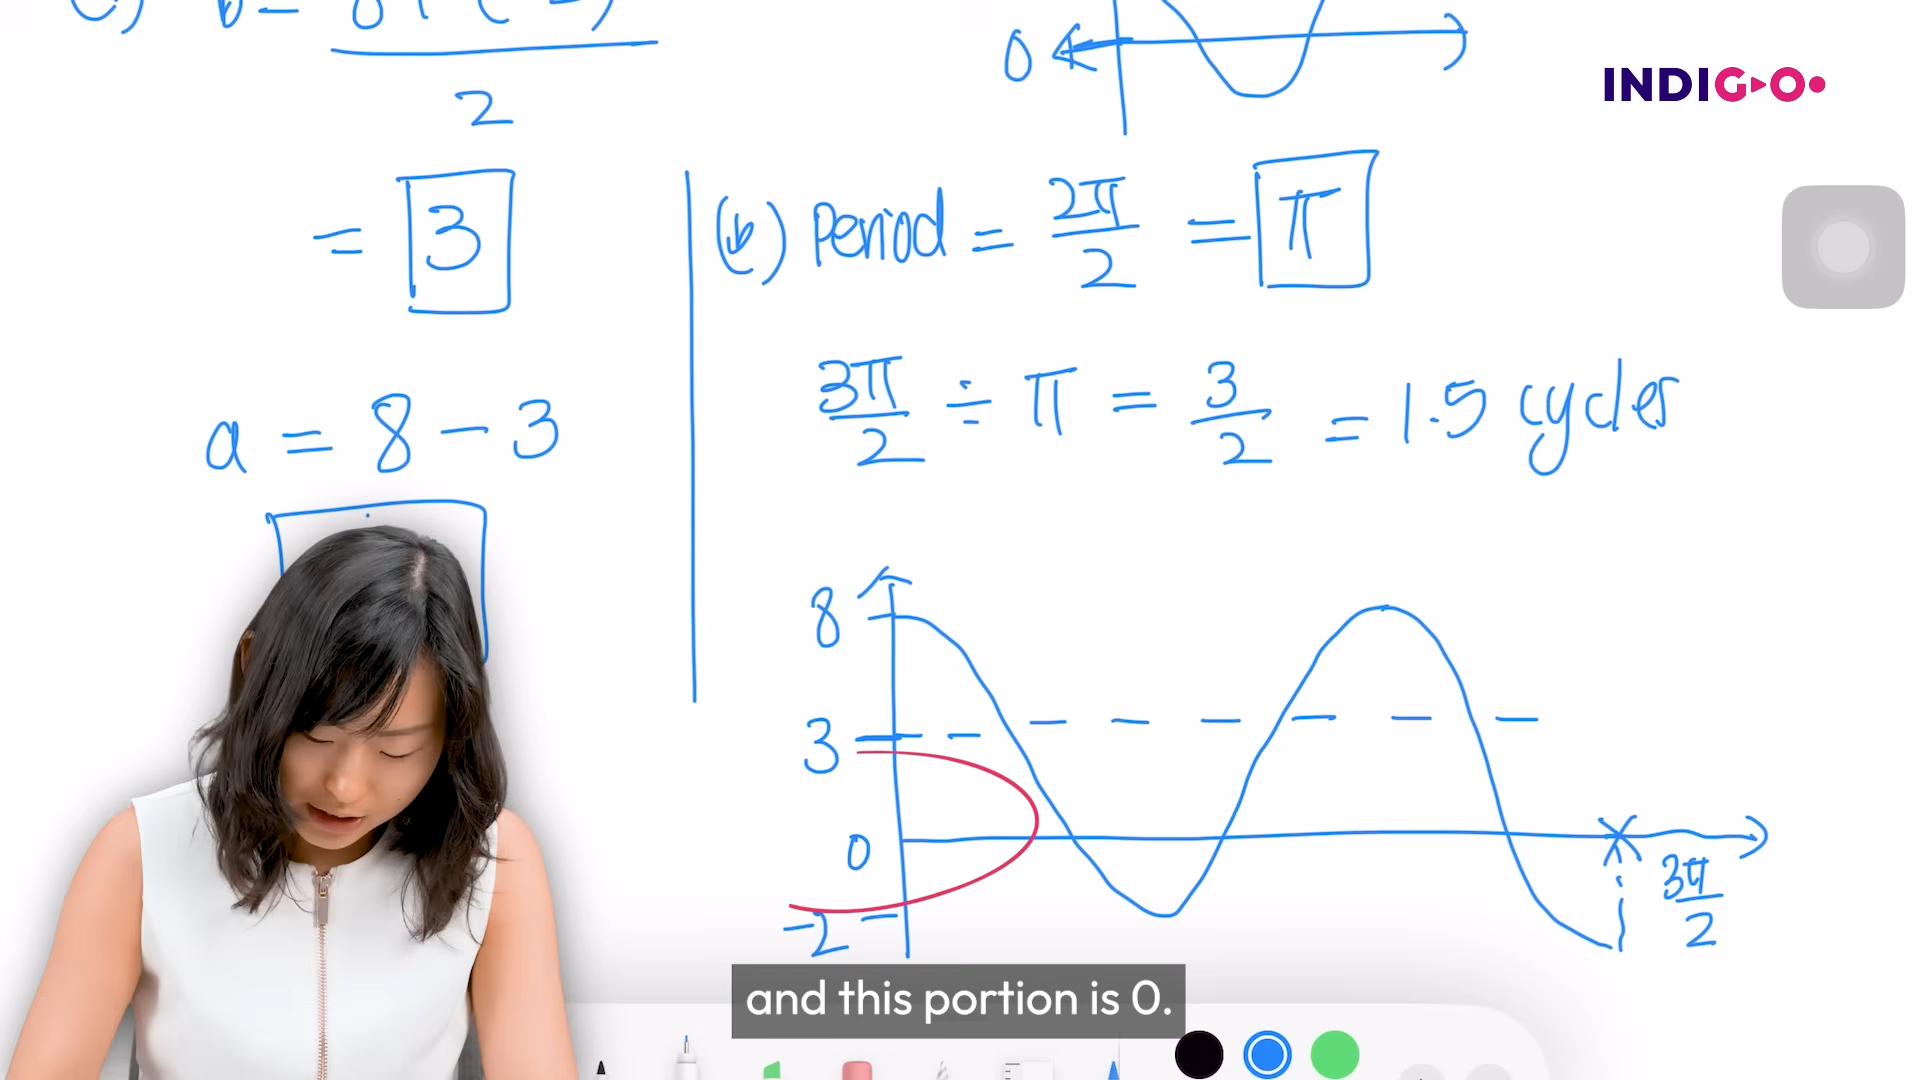 INDIGO
b =
2
= 3
a = 8 - 3
0
(b) Period = 2π/2 = π
3π/2 ÷ π = 3/2 = 1.5 cycles
8
3
0
-2
3π/2
and this portion is 0.